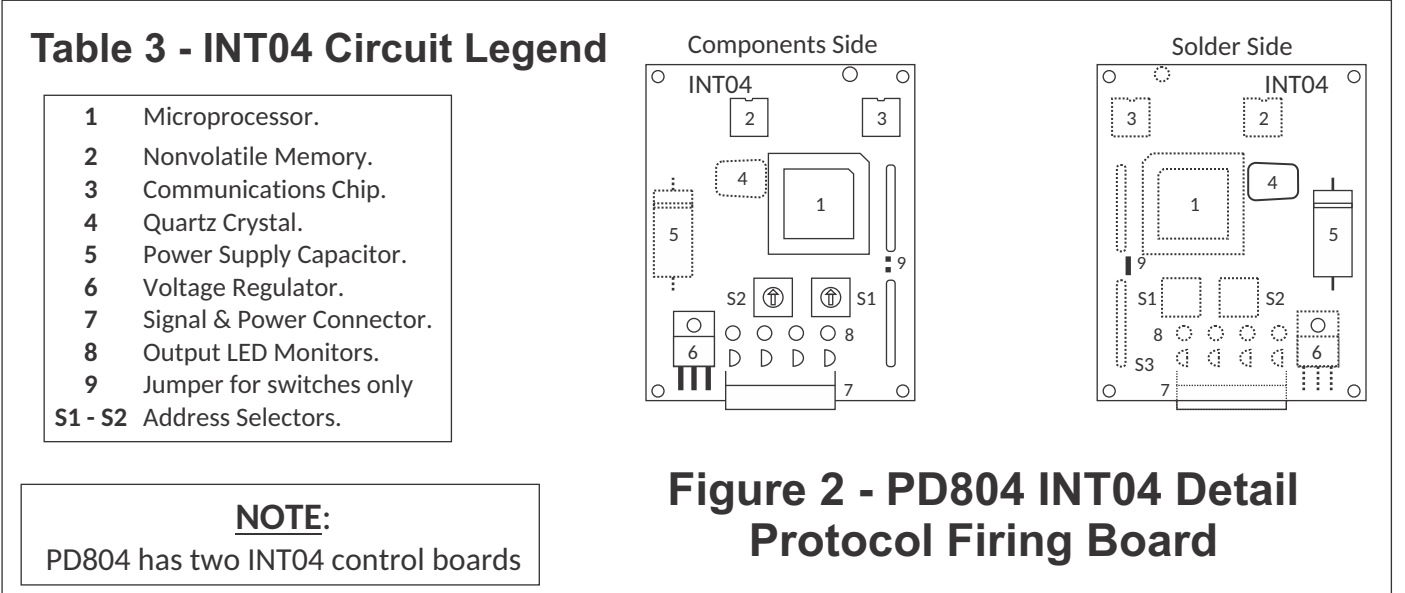 Table 3 - INT04 Circuit Legend
1 Microprocessor.
2 Nonvolatile Memory.
3 Communications Chip.
4 Quartz Crystal.
5 Power Supply Capacitor.
6 Voltage Regulator.
7 Signal & Power Connector.
8 Output LED Monitors.
9 Jumper for switches only
S1 - S2 Address Selectors.
NOTE:
PD804 has two INT04 control boards
Components Side
INT04
2 3
4
1
5
9
S2 S1
8
6
7
Solder Side
INT04
3 2
4
1
5
9
S1 S2
8
6
S3
7
Figure 2 - PD804 INT04 Detail
Protocol Firing Board